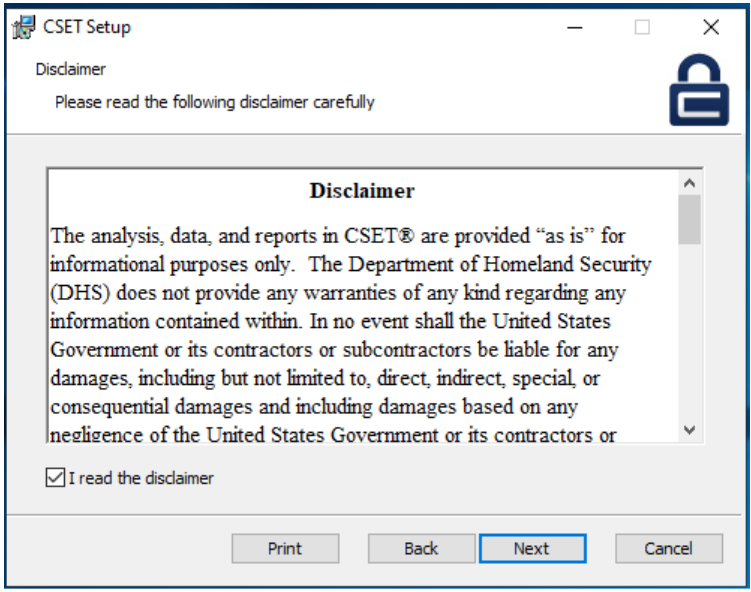 CSET Setup
Disclaimer
Please read the following disclaimer carefully
Disclaimer
The analysis, data, and reports in CSET® are provided “as is” for
informational purposes only.  The Department of Homeland Security
(DHS) does not provide any warranties of any kind regarding any
information contained within. In no event shall the United States
Government or its contractors or subcontractors be liable for any
damages, including but not limited to, direct, indirect, special, or
consequential damages and including damages based on any
negligence of the United States Government or its contractors or
I read the disclaimer
Print Back Next Cancel